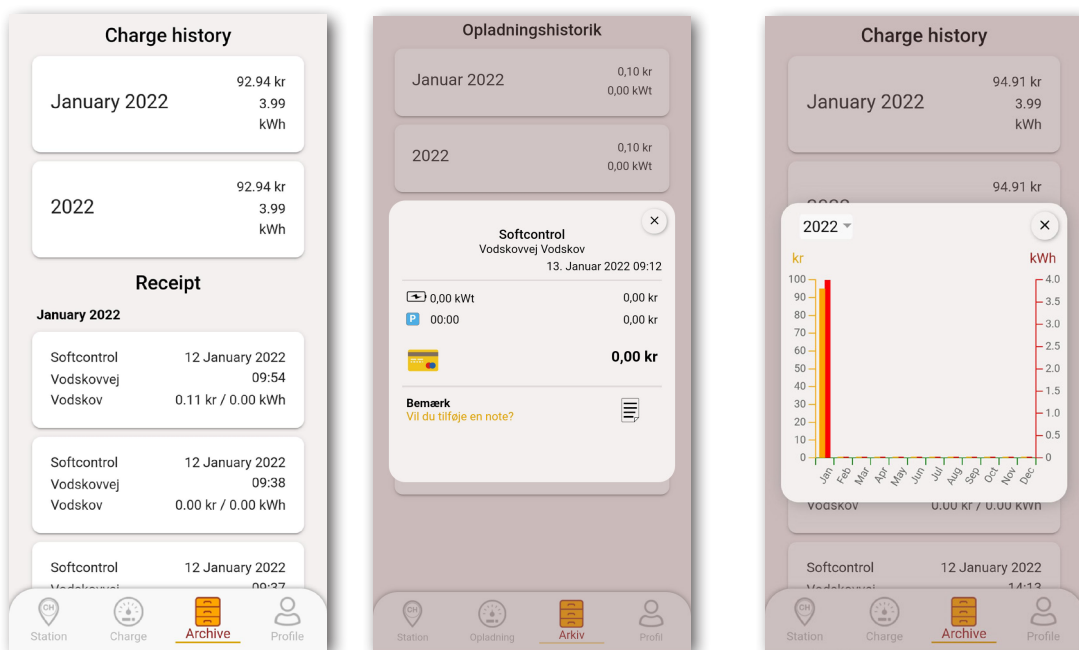 Charge history
January 2022
92.94 kr
3.99
kWh
2022
92.94 kr
3.99
kWh
Receipt
January 2022
Softcontrol
Vodskovvej
Vodskov
12 January 2022
09:54
0.11 kr / 0.00 kWh
Softcontrol
Vodskovvej
Vodskov
12 January 2022
09:38
0.00 kr / 0.00 kWh
Softcontrol
Vodskovvej
12 January 2022
09:37
CH
Station
Charge
Archive
Profile
Opladningshistorik
Januar 2022
0,10 kr
0,00 kWt
2022
0,10 kr
0,00 kWt
×
Softcontrol
Vodskovvej Vodskov
13. Januar 2022 09:12
0,00 kWt 0,00 kr
P 00:00 0,00 kr
0,00 kr
Bemærk
Vil du tilføje en note?
CH
Station
Opladning
Arkiv
Profil
Charge history
January 2022
94.91 kr
3.99
kWh
2022
94.91 kr
2022
×
kr
kWh
100
90
80
70
60
50
40
30
20
10
0
4.0
3.5
3.0
2.5
2.0
1.5
1.0
0.5
0
Jan Feb Mar Apr May Jun Jul Aug Sep Oct Nov Dec
Vodskov
0.00 kr / 0.00 kWh
Softcontrol
Vodskovvej
12 January 2022
14:13
CH
Station
Charge
Archive
Profile